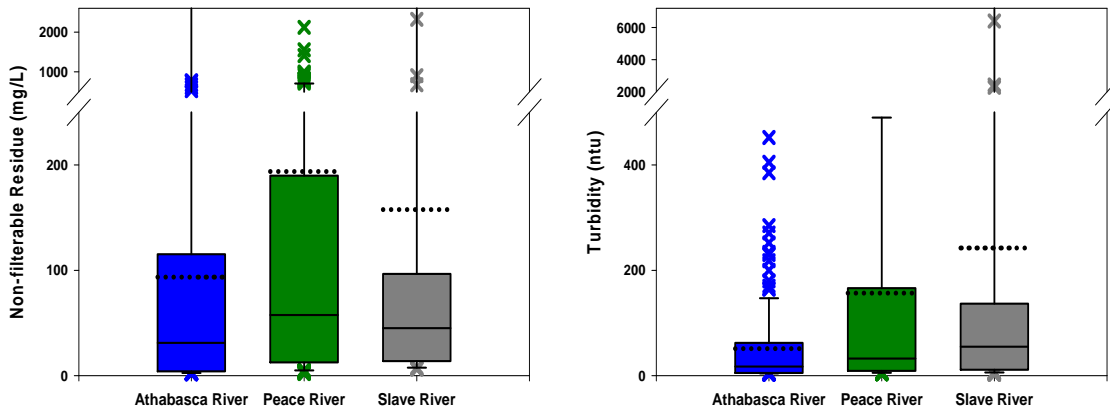 Non-filterable Residue (mg/L)
2000
1000
200
100
0
Athabasca River Peace River Slave River
Turbidity (ntu)
6000
4000
2000
400
200
0
Athabasca River Peace River Slave River